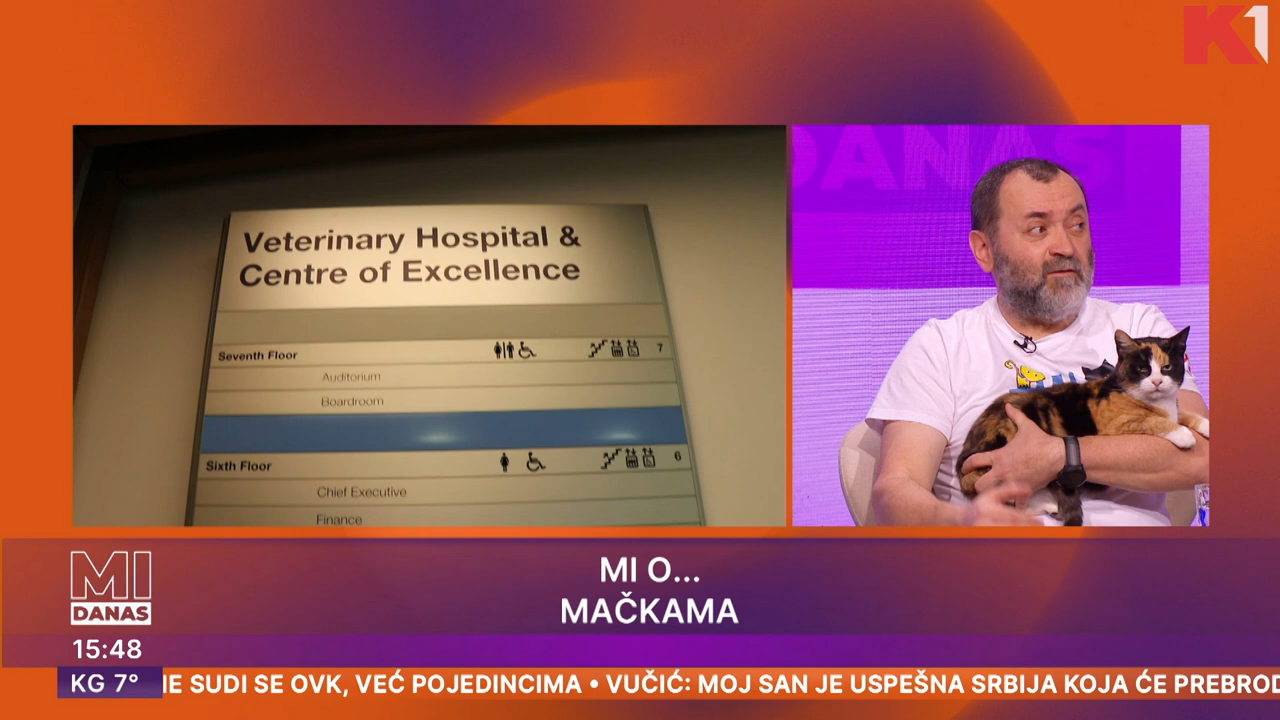 K1
DANAS
Veterinary Hospital &
Centre of Excellence
Seventh Floor
7
Auditorium
Boardroom
Sixth Floor
6
Chief Executive
Finance
MI
DANAS
MI O...
MAČKAMA
15:48
KG 7°
SUDI SE OVK, VEĆ POJEDINCIMA • VUČIĆ: MOJ SAN JE USPEŠNA SRBIJA KOJA ĆE PREBROD